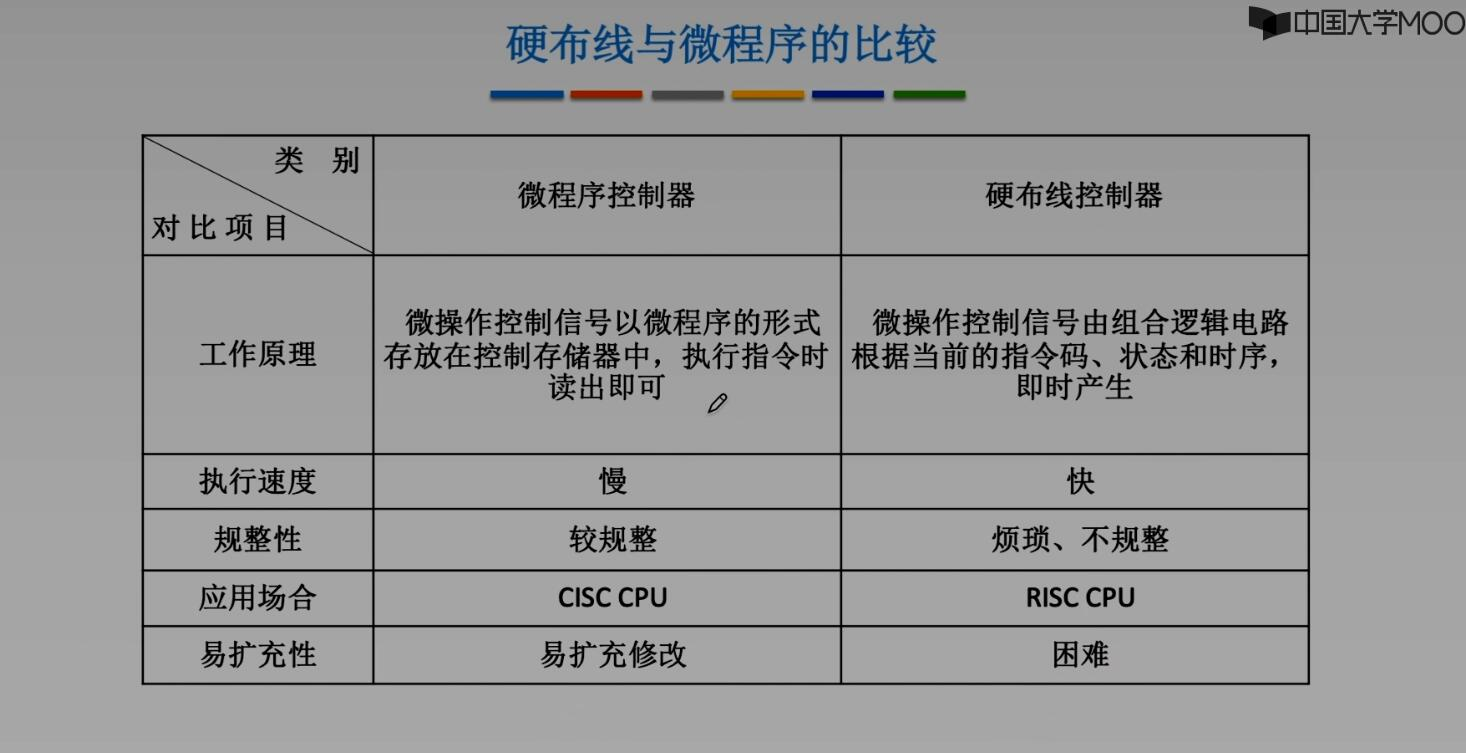 中国大学MOO
硬布线与微程序的比较
类 别
对比项目
微程序控制器
硬布线控制器
工作原理
微操作控制信号以微程序的形式
存放在控制存储器中，执行指令时
读出即可
微操作控制信号由组合逻辑电路
根据当前的指令码、状态和时序，
即时产生
执行速度
慢
快
规整性
较规整
烦琐、不规整
应用场合
CISC CPU
RISC CPU
易扩充性
易扩充修改
困难